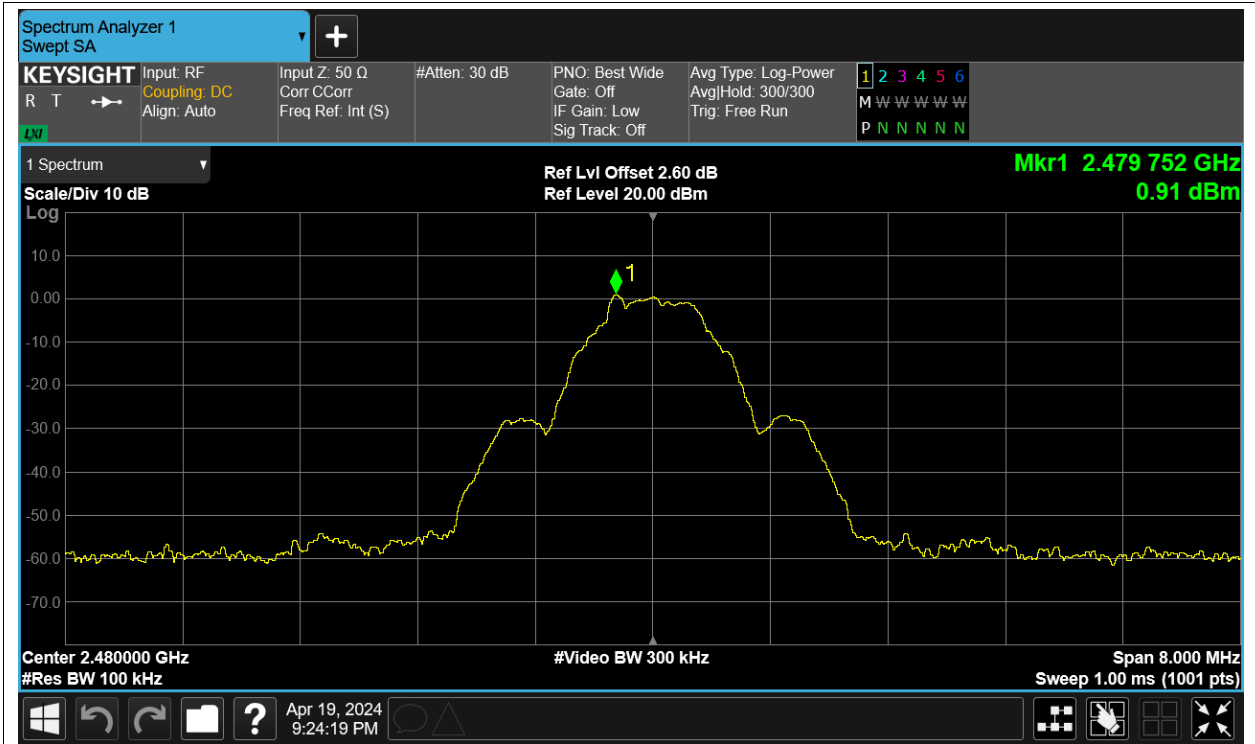 Spectrum Analyzer 1
Swept SA
KEYSIGHT
R T
LXI
Input: RF
Coupling: DC
Align: Auto
Input Z: 50 Ω
Corr CCorr
Freq Ref: Int (S)
#Atten: 30 dB
PNO: Best Wide
Gate: Off
IF Gain: Low
Sig Track: Off
Avg Type: Log-Power
Avg|Hold: 300/300
Trig: Free Run
1 2 3 4 5 6
M W W W W W
P N N N N N
1 Spectrum
Scale/Div 10 dB
Log
Ref Lvl Offset 2.60 dB
Ref Level 20.00 dBm
Mkr1 2.479 752 GHz
0.91 dBm
1
10.0
0.00
-10.0
-20.0
-30.0
-40.0
-50.0
-60.0
-70.0
Center 2.480000 GHz
#Res BW 100 kHz
#Video BW 300 kHz
Span 8.000 MHz
Sweep 1.00 ms (1001 pts)
?
Apr 19, 2024
9:24:19 PM